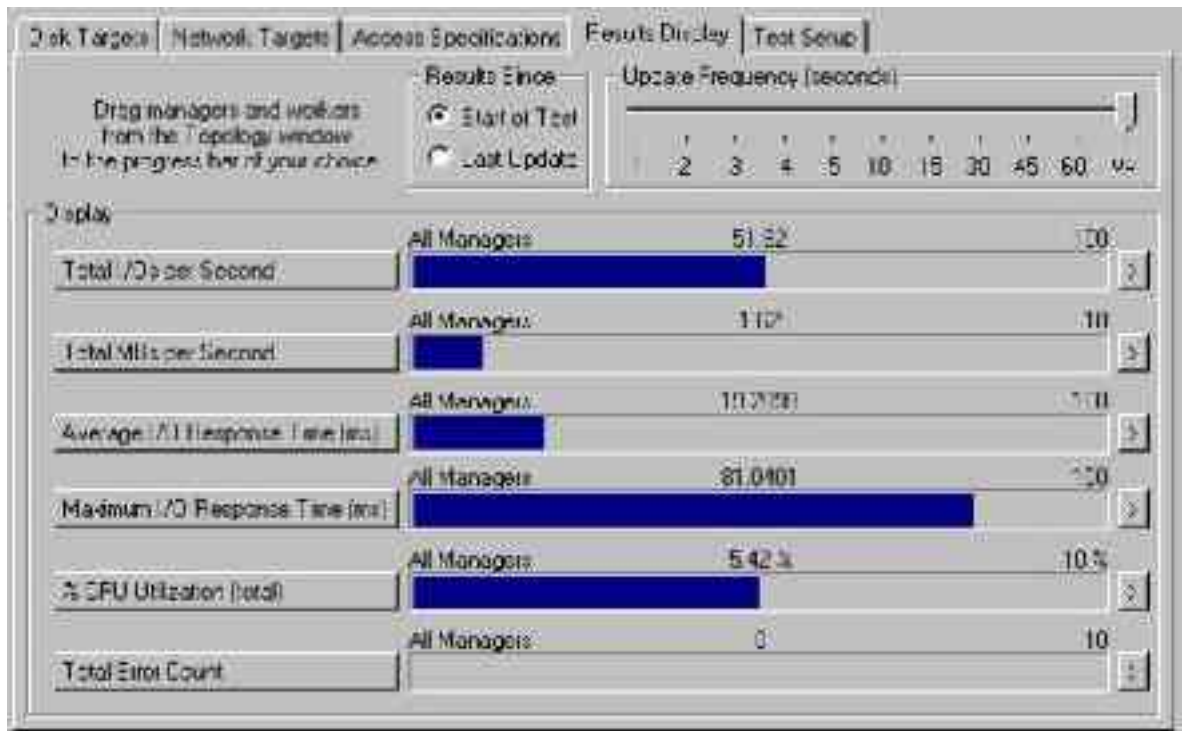 Disk Targets Network Targets Access Specifications Results Display Test Setup
Results Since Update Frequency (seconds)
Drag managers and workers
from the Topology window
to the progress bar of your choice.
Start of Test
Last Update
1 2 3 4 5 10 15 30 45 60
Display
All Managers 100
Total I/Os per Second
All Managers 10
Total MBs per Second
All Managers 100
Average I/O Response Time (ms)
All Managers 81.0401 100
Maximum I/O Response Time (ms)
All Managers 5.42 % 10 %
% CPU Utilization (total)
All Managers 0 10
Total Error Count